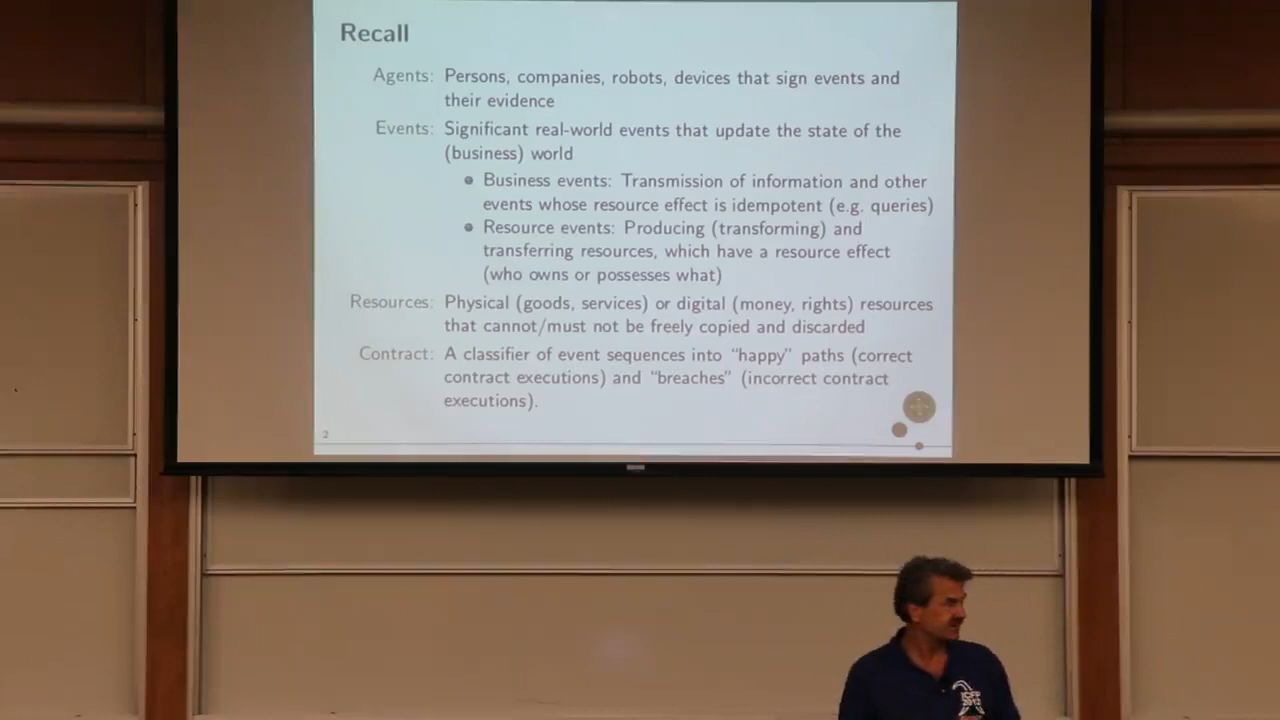 Recall
Agents: Persons, companies, robots, devices that sign events and
their evidence
Events: Significant real-world events that update the state of the
(business) world
Business events: Transmission of information and other
events whose resource effect is idempotent (e.g. queries)
Resource events: Producing (transforming) and
transferring resources, which have a resource effect
(who owns or possesses what)
Resources: Physical (goods, services) or digital (money, rights) resources
that cannot/must not be freely copied and discarded
Contract: A classifier of event sequences into “happy” paths (correct
contract executions) and “breaches” (incorrect contract
executions).
2
ICFP
2012